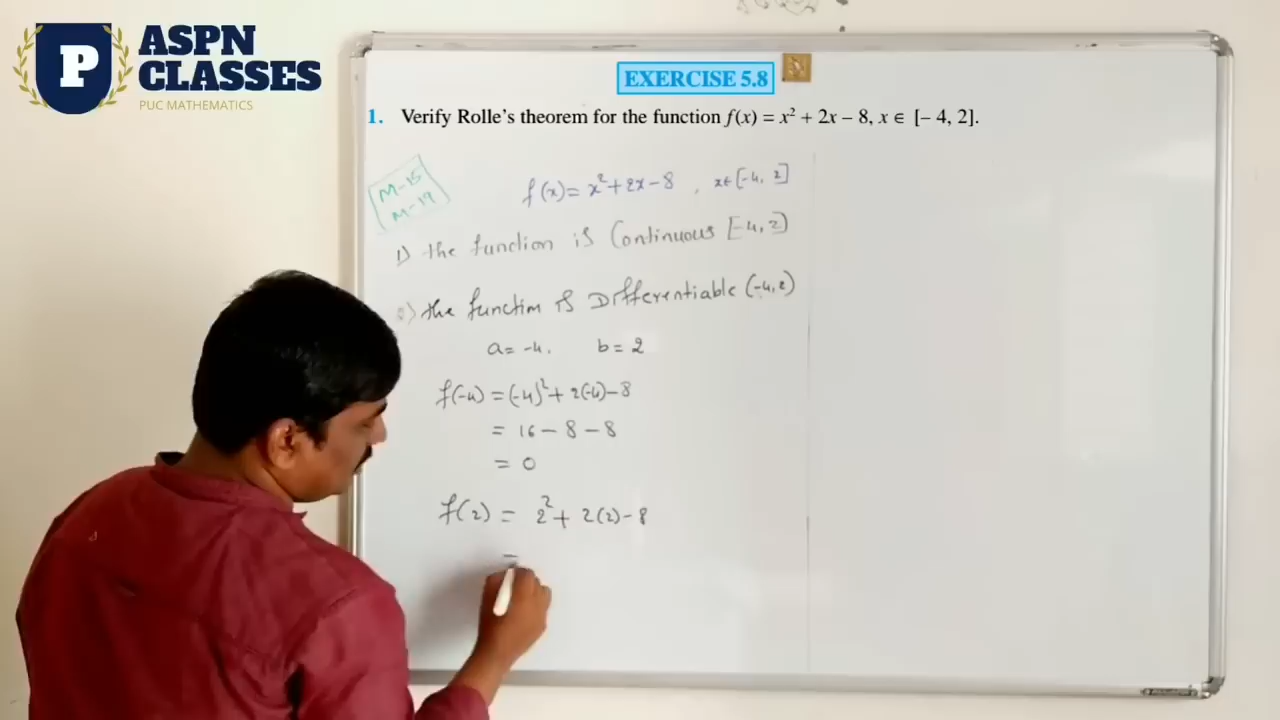 P
ASPN
CLASSES
PUC MATHEMATICS
EXERCISE 5.8
1. Verify Rolle's theorem for the function f(x) = x² + 2x – 8, x ∈ [– 4, 2].
M-15
M-19
f(x) = x² + 2x – 8 , x∈ [-4, 2]
1) the function is Continuous [-4, 2]
2) the function is Differentiable (-4, 2)
a = -4. b = 2
f(-4) = (-4)² + 2(-4) – 8
= 16 – 8 – 8
= 0
f(2) = 2² + 2(2) – 8
=